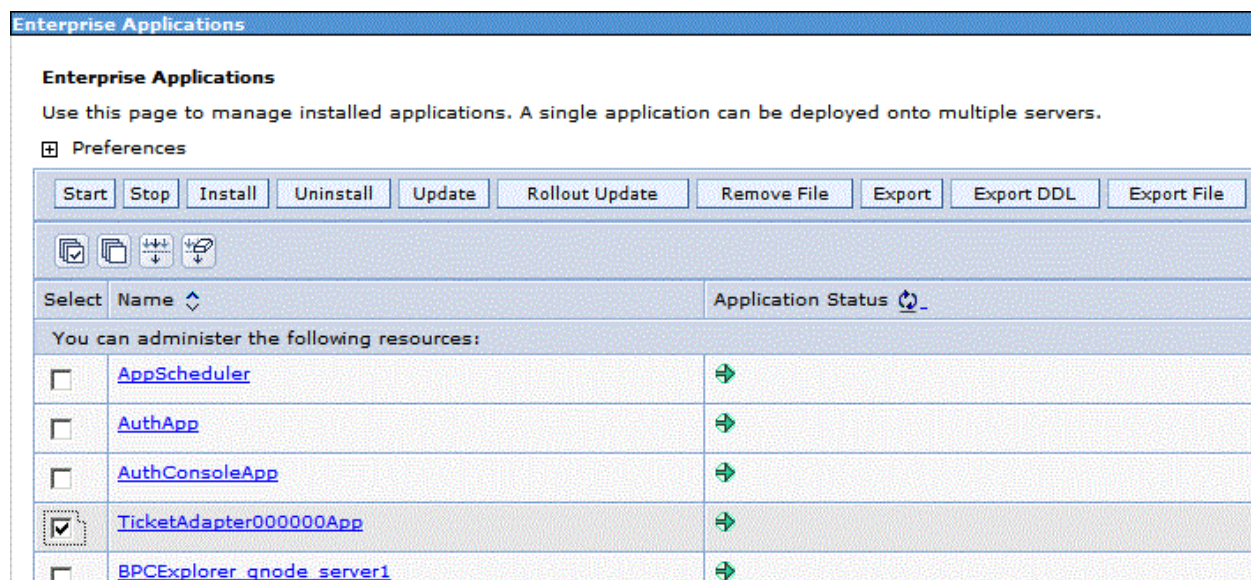 Enterprise Applications
Enterprise Applications
Use this page to manage installed applications. A single application can be deployed onto multiple servers.
Preferences
Start Stop Install Uninstall Update Rollout Update Remove File Export Export DDL Export File
Select Name Application Status
You can administer the following resources:
AppScheduler
AuthApp
AuthConsoleApp
TicketAdapter000000App
BPCExplorer_qnode_server1